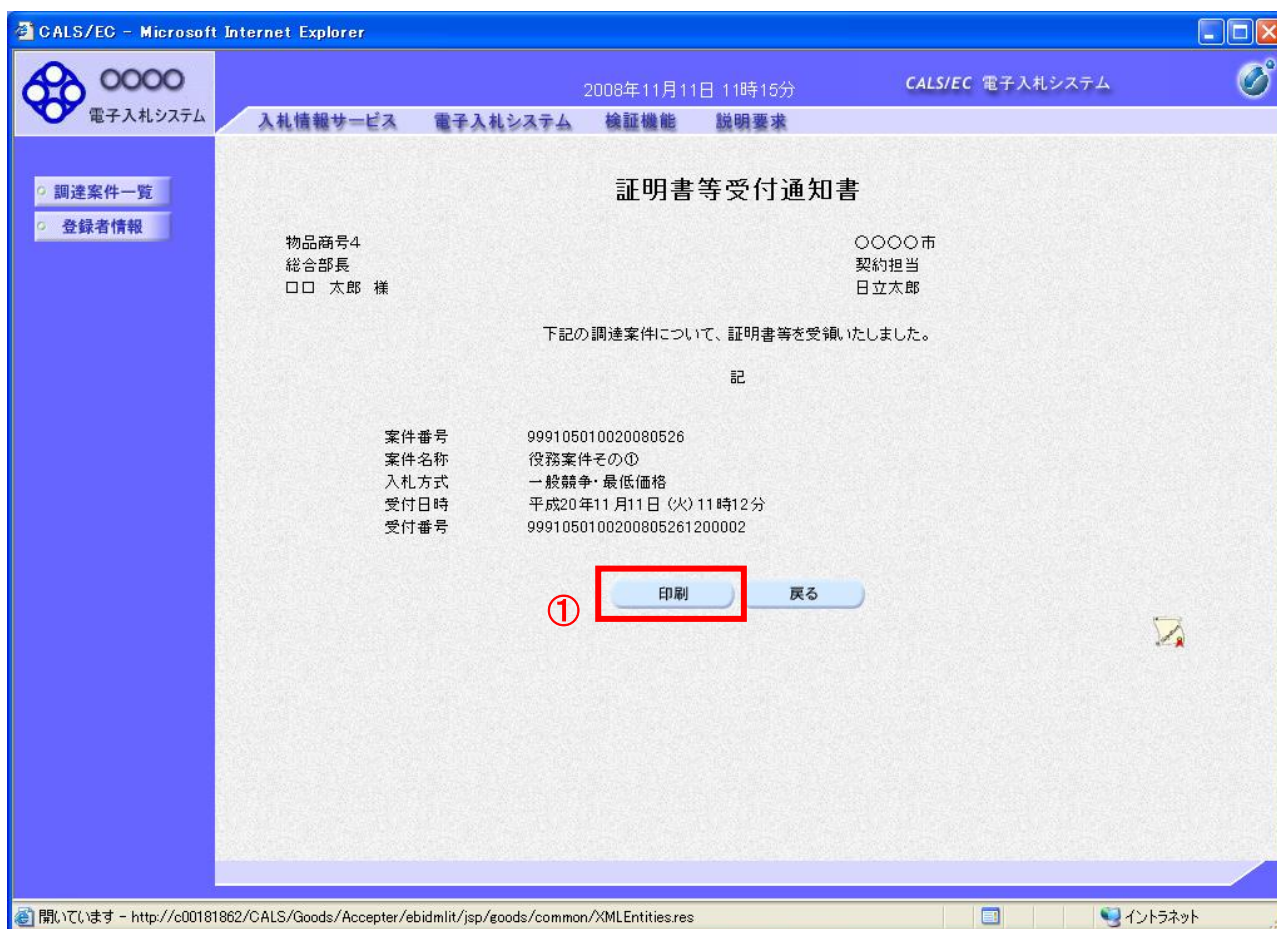 CALS/EC - Microsoft Internet Explorer
○○○○
電子入札システム
2008年11月11日 11時15分
CALS/EC 電子入札システム
入札情報サービス 電子入札システム 検証機能 説明要求
調達案件一覧
登録者情報
証明書等受付通知書
物品商号4
総合部長
口口 太郎 様
○○○○市
契約担当
日立太郎
下記の調達案件について、証明書等を受領いたしました。
記
案件番号 999105010020080526
案件名称 役務案件その①
入札方式 一般競争・最低価格
受付日時 平成20年11月11日(火)11時12分
受付番号 9991050100200805261200002
① 印刷 戻る
開いています - http://c00181862/CALS/Goods/Accepter/ebidmlit/jsp/goods/common/XMLEntities.res
イントラネット